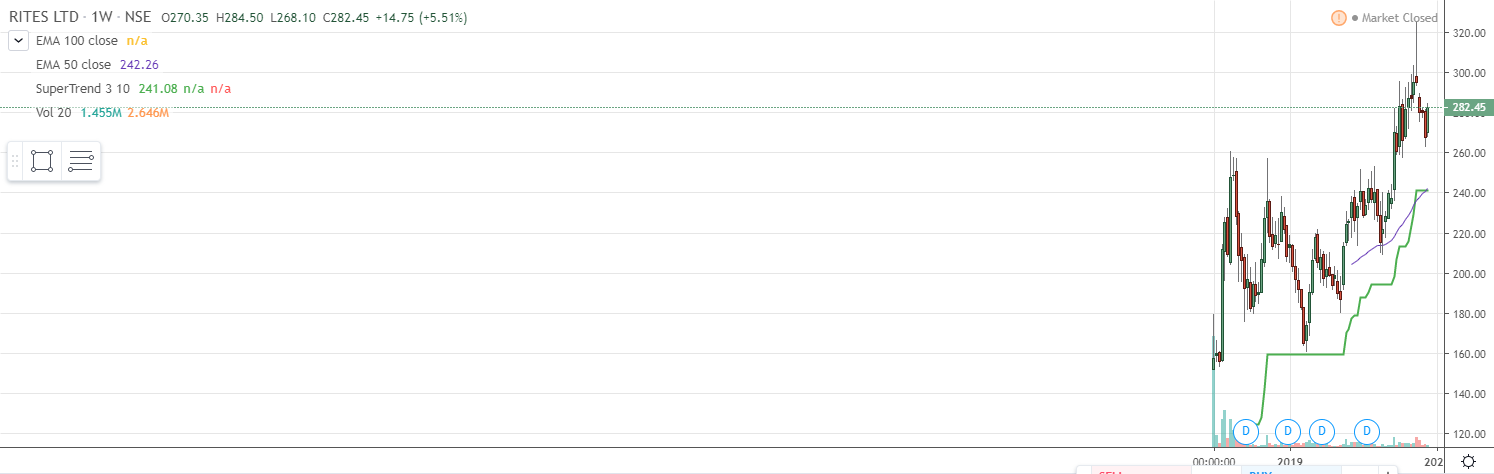 RITES LTD · 1W · NSE O270.35 H284.50 L268.10 C282.45 +14.75 (+5.51%)
! Market Closed
EMA 100 close n/a
EMA 50 close 242.26
SuperTrend 3 10 241.08 n/a n/a
Vol 20 1.455M 2.646M
320.00
300.00
282.45
260.00
240.00
220.00
200.00
180.00
160.00
140.00
120.00
D D D D
00:00:00 2019 202